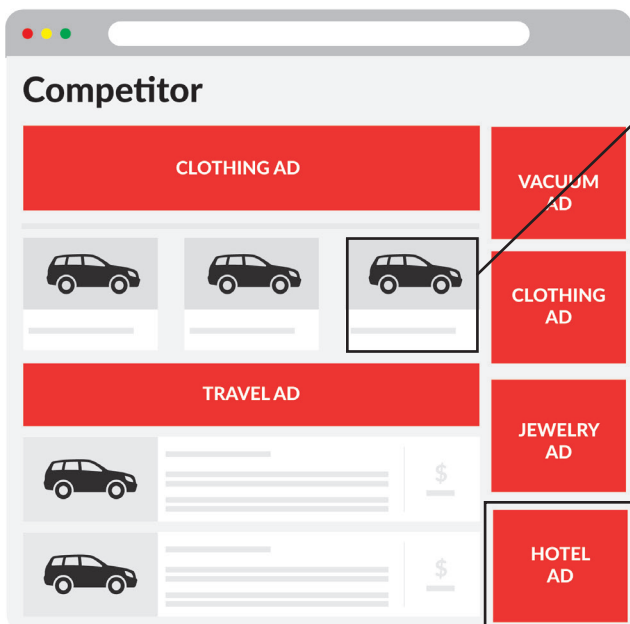 Competitor
CLOTHING AD
VACUUM
AD
CLOTHING
AD
TRAVEL AD
JEWELRY
AD
$
$
HOTEL
AD